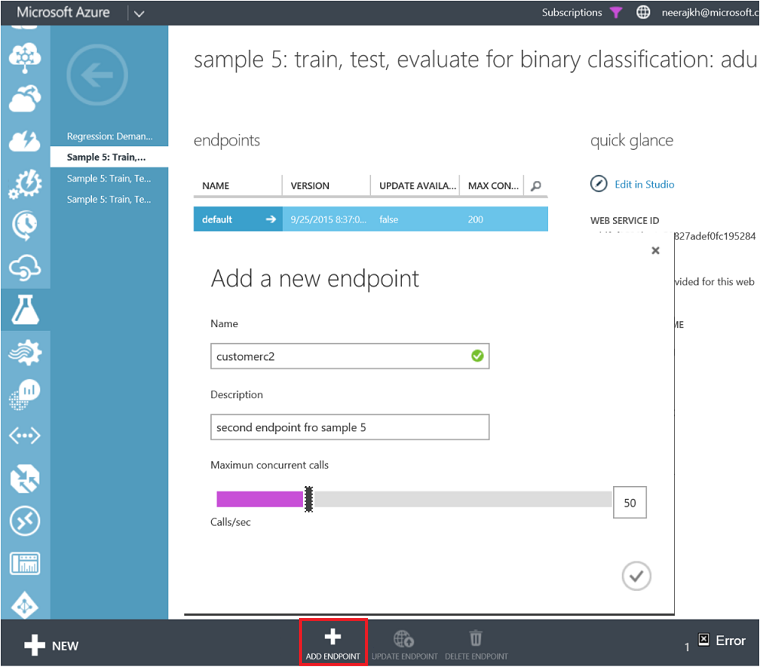 Microsoft Azure
Subscriptions
neerajkh@microsoft.c
sample 5: train, test, evaluate for binary classification: adu
Regression: Deman...
Sample 5: Train,...
Sample 5: Train, Te...
Sample 5: Train, Te...
endpoints
NAME VERSION UPDATE AVAILA... MAX CON...
default 9/25/2015 8:37:0... false 200
quick glance
Edit in Studio
WEB SERVICE ID
827adef0fc195284
vided for this web
ME
Add a new endpoint
Name
customerc2
Description
second endpoint fro sample 5
Maximun concurrent calls
50
Calls/sec
NEW
ADD ENDPOINT
UPDATE ENDPOINT
DELETE ENDPOINT
1
Error